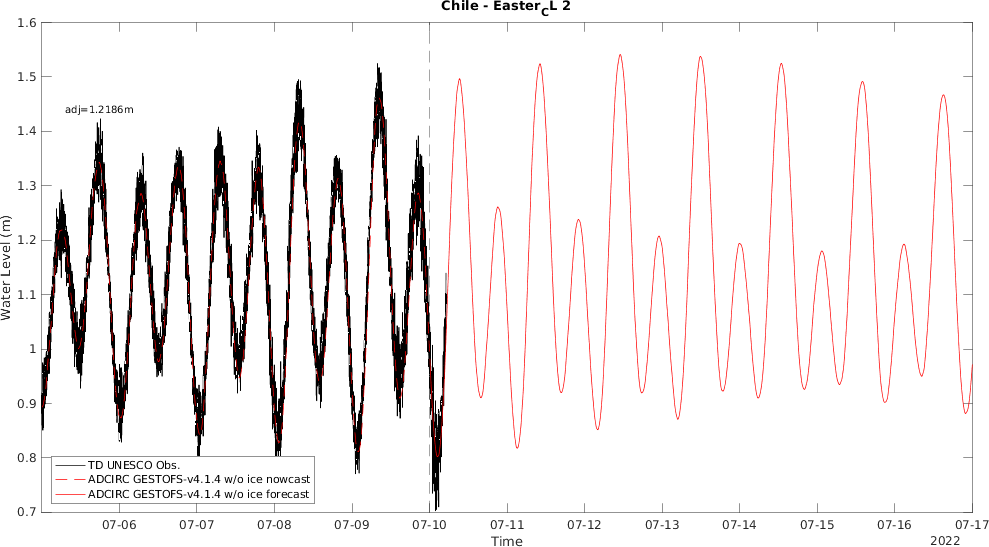 Chile - Easter_CL 2
1.6
1.5
1.4
1.3
1.2
1.1
1
0.9
0.8
0.7
Water Level (m)
adj=1.2186m
TD UNESCO Obs.
ADCIRC GESTOFS-v4.1.4 w/o ice nowcast
ADCIRC GESTOFS-v4.1.4 w/o ice forecast
07-06 07-07 07-08 07-09 07-10 07-11 07-12 07-13 07-14 07-15 07-16 07-17
Time
2022